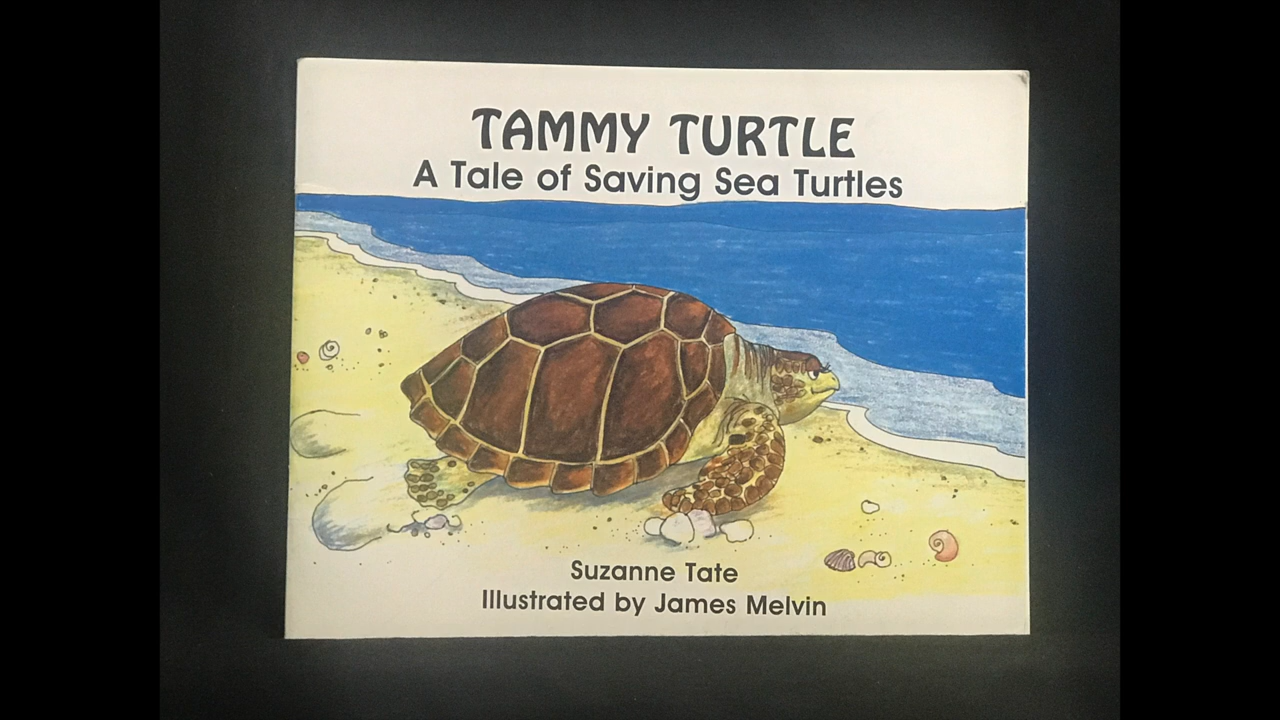 TAMMY TURTLE
A Tale of Saving Sea Turtles
Suzanne Tate
Illustrated by James Melvin